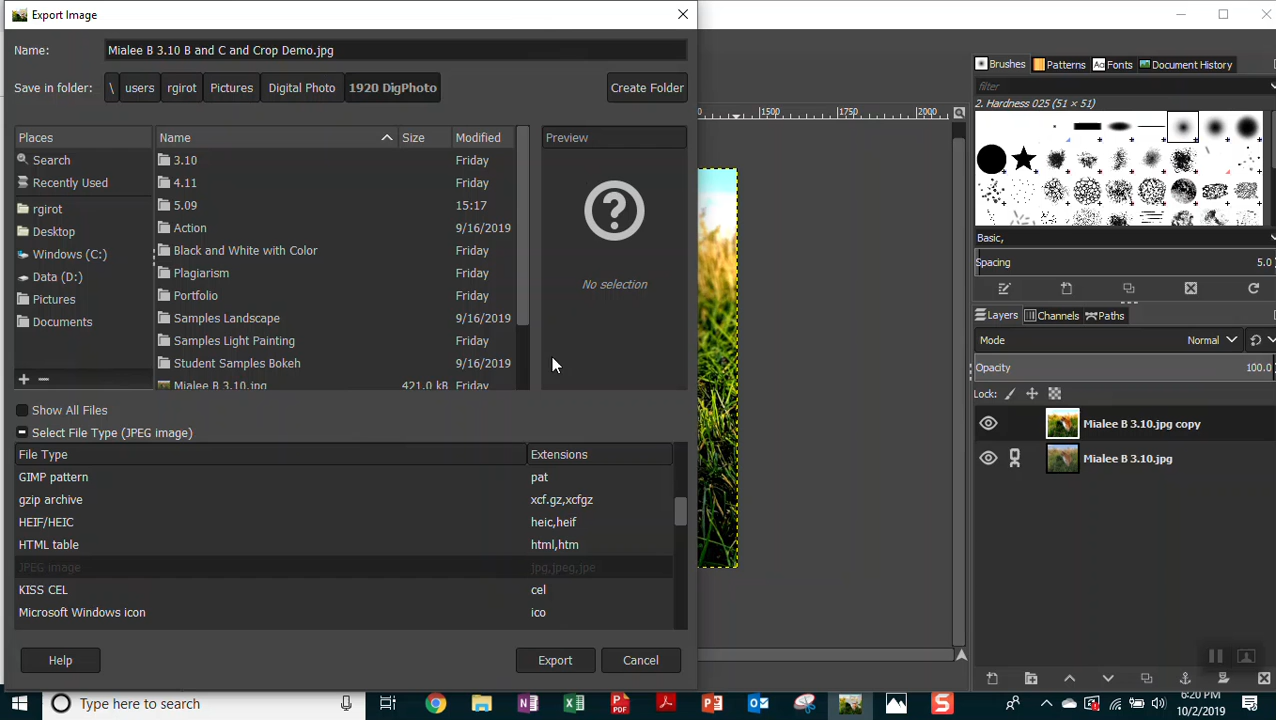 Export Image
Name: Mialee B 3.10 B and C and Crop Demo.jpg
Save in folder: \ users rgirot Pictures Digital Photo 1920 DigPhoto Create Folder
Places Name Size Modified Preview
Search 3.10 Friday
Recently Used 4.11 Friday
rgirot 5.09 15:17
Desktop Action 9/16/2019
Windows (C:) Black and White with Color Friday
Data (D:) Plagiarism Friday
Pictures Portfolio Friday
Documents Samples Landscape 9/16/2019
Samples Light Painting Friday
Student Samples Bokeh 9/16/2019
Mialee B 3.10.jpg 421.0 kB Friday
No selection
Show All Files
Select File Type (JPEG image)
File Type Extensions
GIMP pattern pat
gzip archive xcf.gz,xcfgz
HEIF/HEIC heic,heif
HTML table html,htm
JPEG image jpg,jpeg,jpe
KISS CEL cel
Microsoft Windows icon ico
Help Export Cancel
1500 1750 2000
Brushes Patterns Fonts Document History
filter
2. Hardness 025 (51 × 51)
Basic,
Spacing 5.0
Layers Channels Paths
Mode Normal
Opacity 100.0
Lock:
Mialee B 3.10.jpg copy
Mialee B 3.10.jpg
Type here to search
6:20 PM
10/2/2019